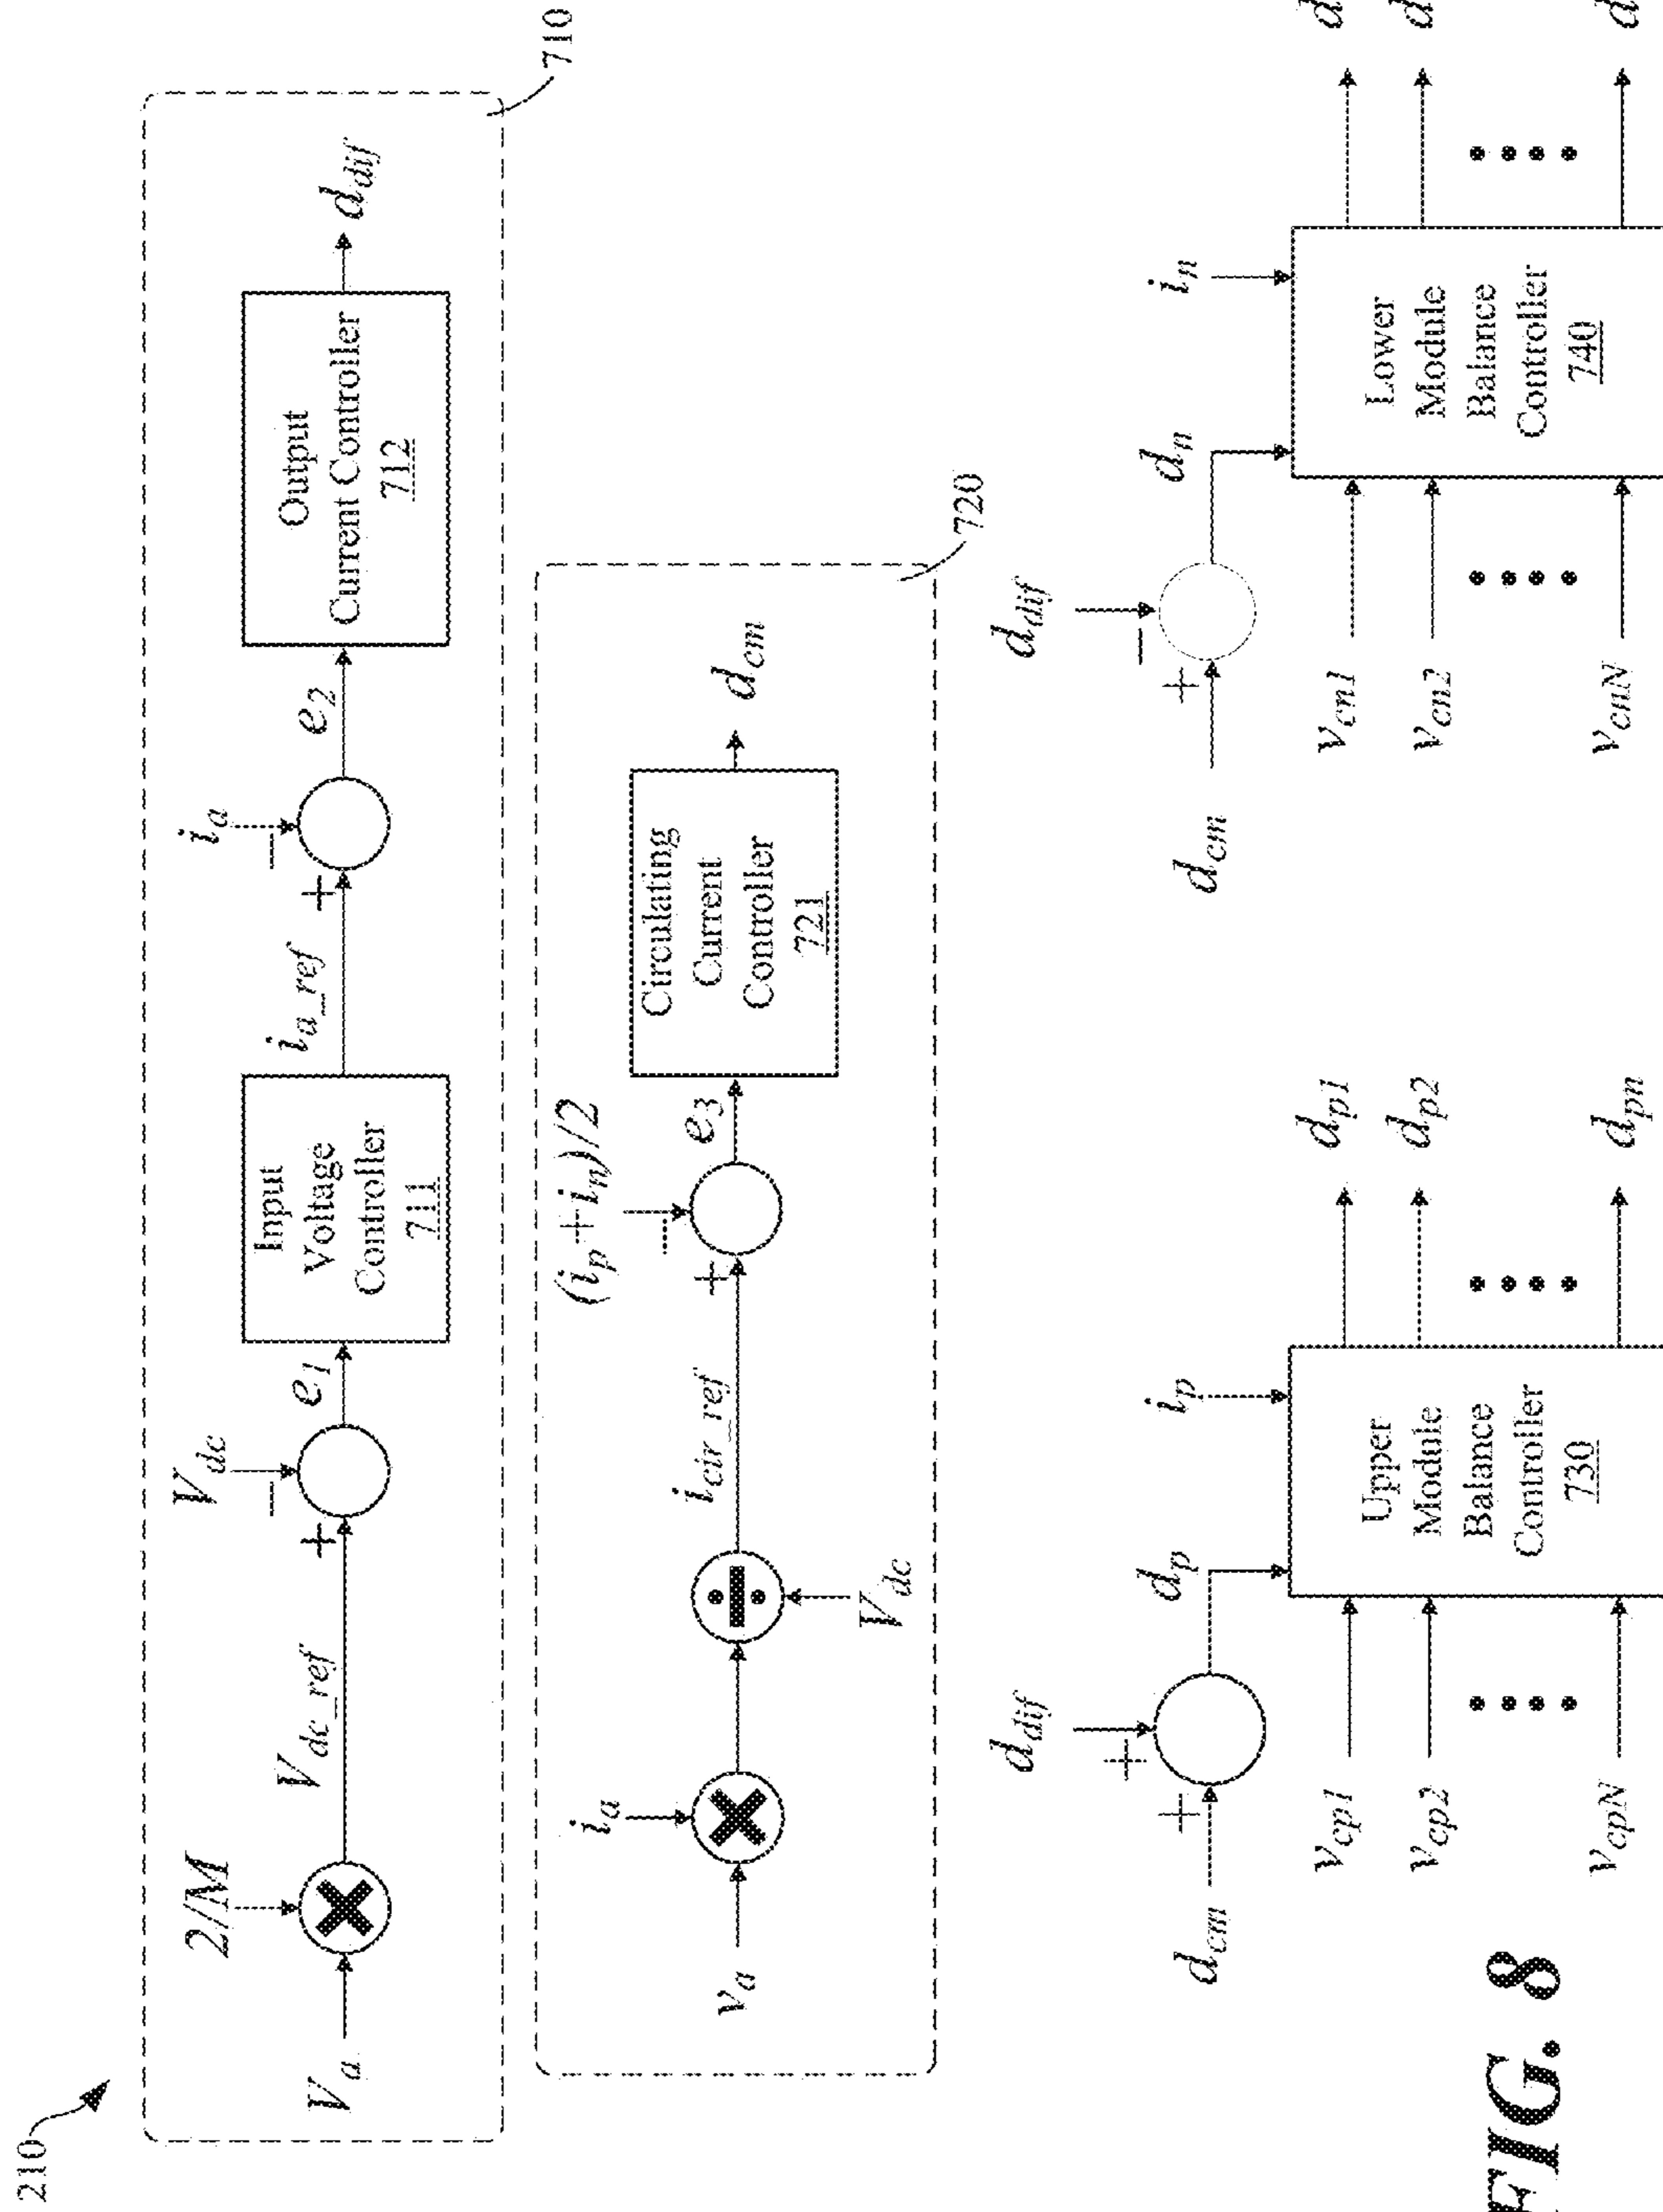 210
710
V_a
2/M
V_dc_ref
+
−
V_dc
e_1
Input
Voltage
Controller
711
i_a_ref
+
−
i_a
e_2
Output
Current Controller
712
d_dif
720
v_a
i_a
V_dc
i_cir_ref
+
−
(i_p+i_n)/2
e_3
Circulating
Current
Controller
721
d_cm
d_cm
+
+
d_dif
d_p
i_p
v_cp1
v_cp2
v_cpN
Upper
Module
Balance
Controller
730
d_p1
d_p2
d_pn
d_cm
+
−
d_dif
d_n
i_n
v_cn1
v_cn2
v_cnN
Lower
Module
Balance
Controller
740
d
d
d
FIG. 8